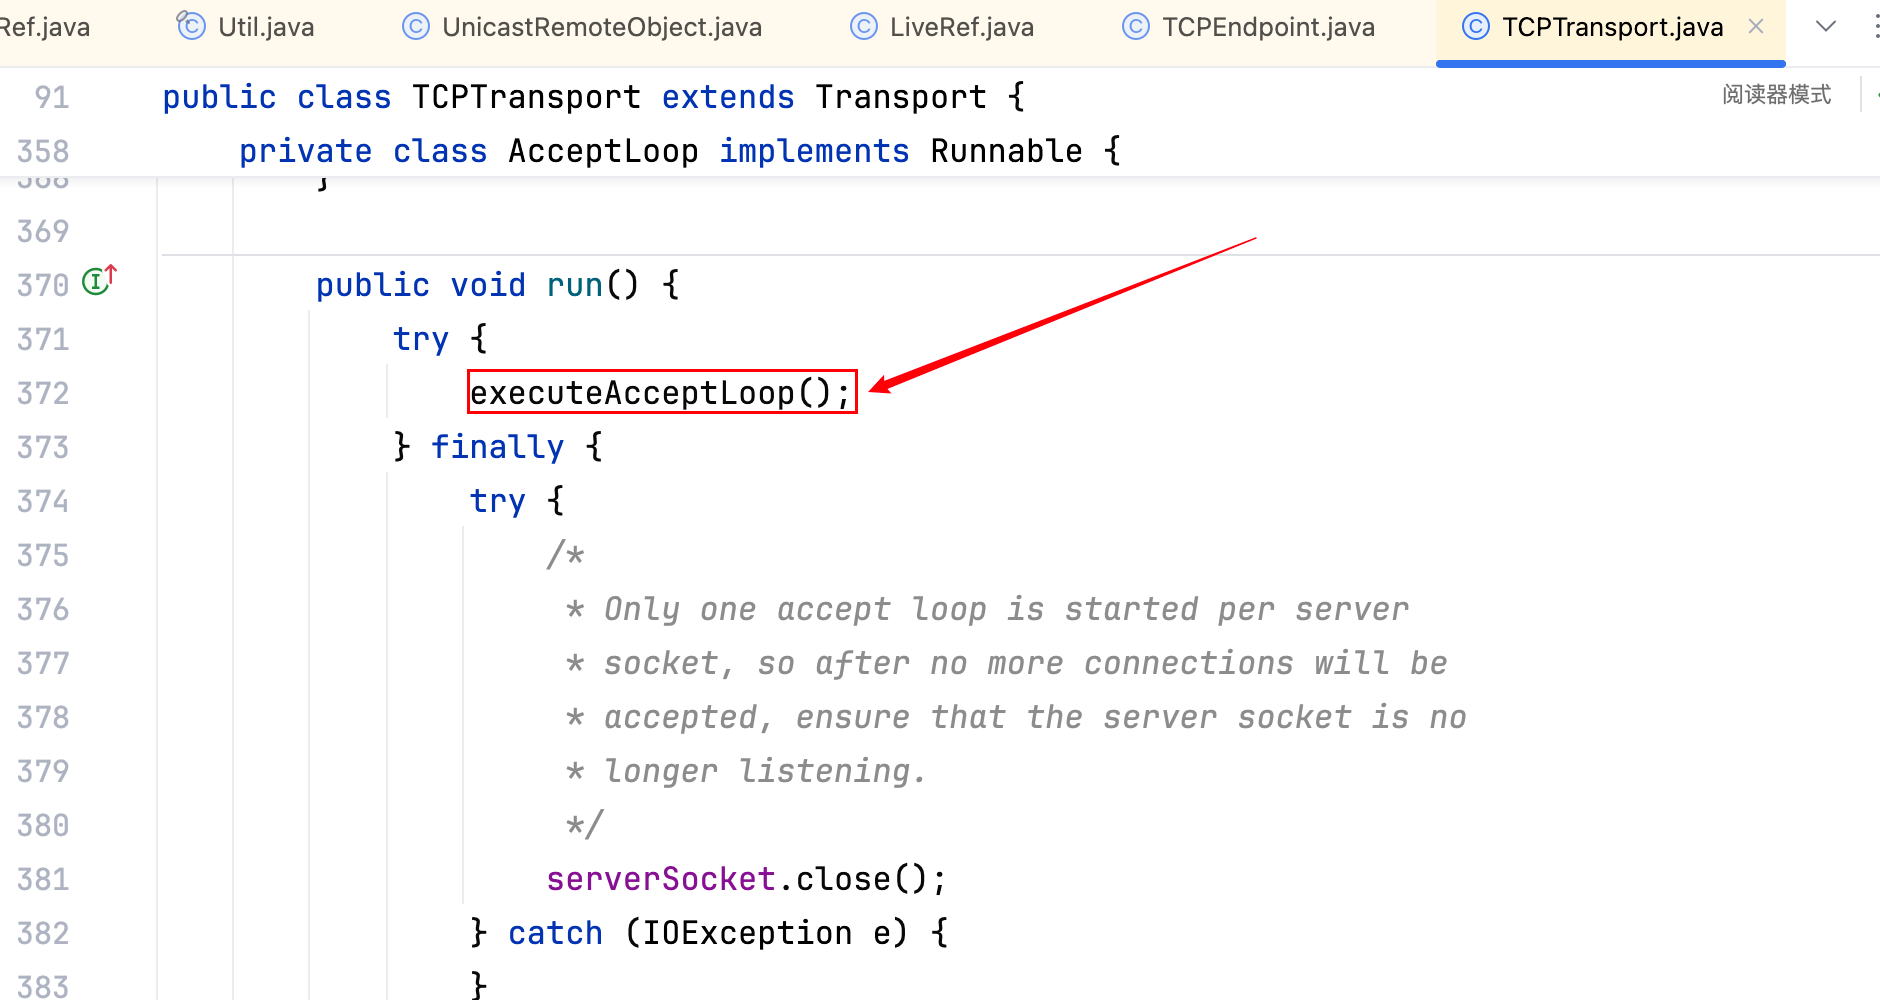 Ref.java Util.java UnicastRemoteObject.java LiveRef.java TCPEndpoint.java TCPTransport.java
91 public class TCPTransport extends Transport {
阅读器模式
358 private class AcceptLoop implements Runnable {
368 }
369
370 public void run() {
371 try {
372 executeAcceptLoop();
373 } finally {
374 try {
375 /*
376 * Only one accept loop is started per server
377 * socket, so after no more connections will be
378 * accepted, ensure that the server socket is no
379 * longer listening.
380 */
381 serverSocket.close();
382 } catch (IOException e) {
383 }